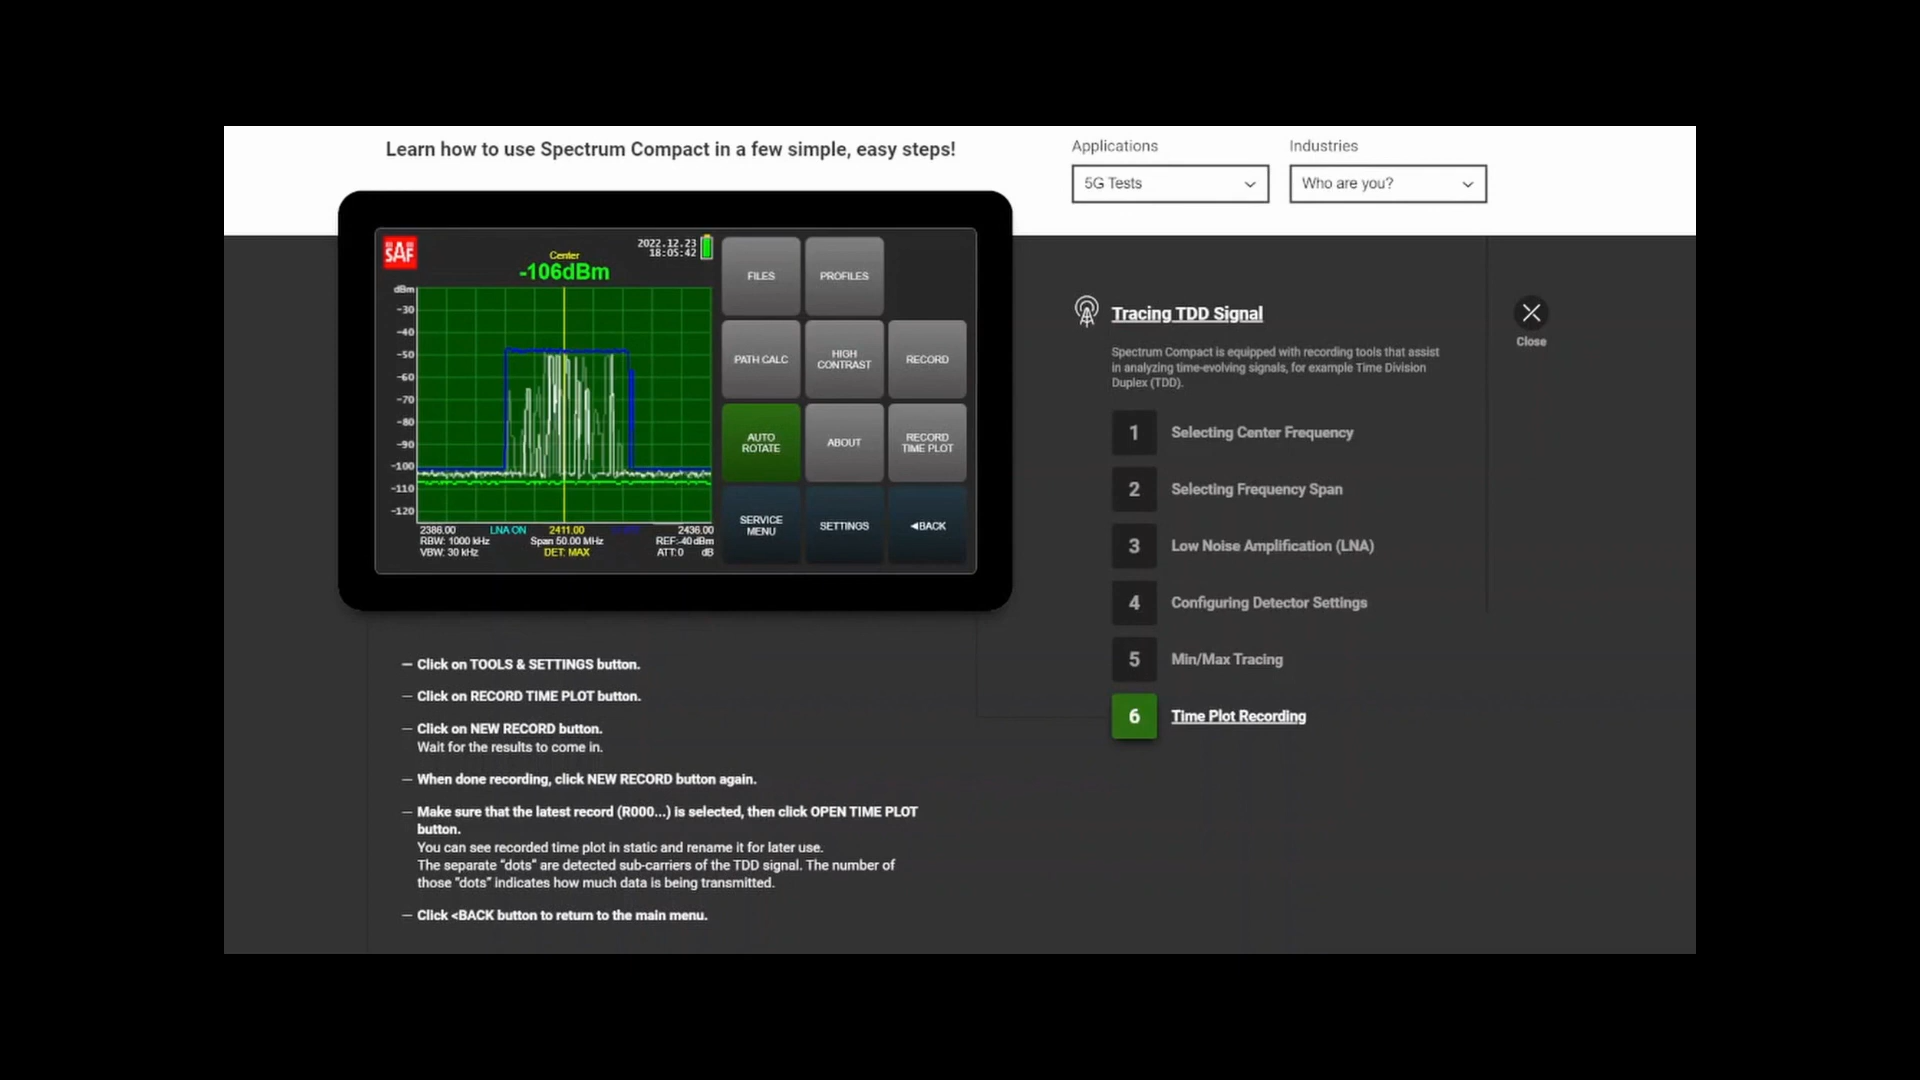 Learn how to use Spectrum Compact in a few simple, easy steps!
Applications
Industries
5G Tests
Who are you?
SAF
2022.12.23
18:05:42
Center
-106dBm
dBm
-30
-40
-50
-60
-70
-80
-90
-100
-110
-120
2386.00 LNA ON 2411.00 2436.00
RBW: 1000 kHz Span 50.00 MHz REF:-40 dBm
VBW: 30 kHz DET: MAX ATT:0 dB
FILES
PROFILES
PATH CALC
HIGH
CONTRAST
RECORD
AUTO
ROTATE
ABOUT
RECORD
TIME PLOT
SERVICE
MENU
SETTINGS
◄BACK
Tracing TDD Signal
Spectrum Compact is equipped with recording tools that assist
in analyzing time-evolving signals, for example Time Division
Duplex (TDD).
Close
1 Selecting Center Frequency
2 Selecting Frequency Span
3 Low Noise Amplification (LNA)
4 Configuring Detector Settings
5 Min/Max Tracing
6 Time Plot Recording
— Click on TOOLS & SETTINGS button.
— Click on RECORD TIME PLOT button.
— Click on NEW RECORD button.
Wait for the results to come in.
— When done recording, click NEW RECORD button again.
— Make sure that the latest record (R000...) is selected, then click OPEN TIME PLOT
button.
You can see recorded time plot in static and rename it for later use.
The separate “dots” are detected sub-carriers of the TDD signal. The number of
those “dots” indicates how much data is being transmitted.
— Click <BACK button to return to the main menu.